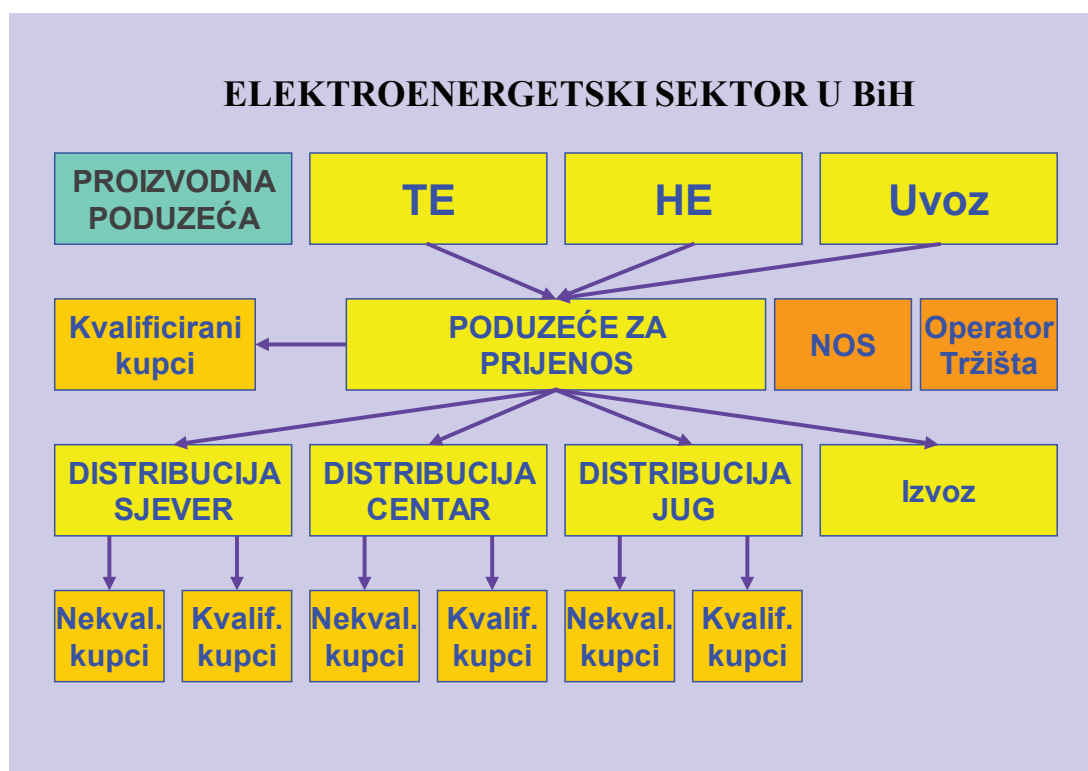 ELEKTROENERGETSKI SEKTOR U BiH
PROIZVODNA
PODUZEĆA
TE
HE
Uvoz
Kvalificirani
kupci
PODUZEĆE ZA
PRIJENOS
NOS
Operator
Tržišta
DISTRIBUCIJA
SJEVER
DISTRIBUCIJA
CENTAR
DISTRIBUCIJA
JUG
Izvoz
Nekval.
kupci
Kvalif.
kupci
Nekval.
kupci
Kvalif.
kupci
Nekval.
kupci
Kvalif.
kupci